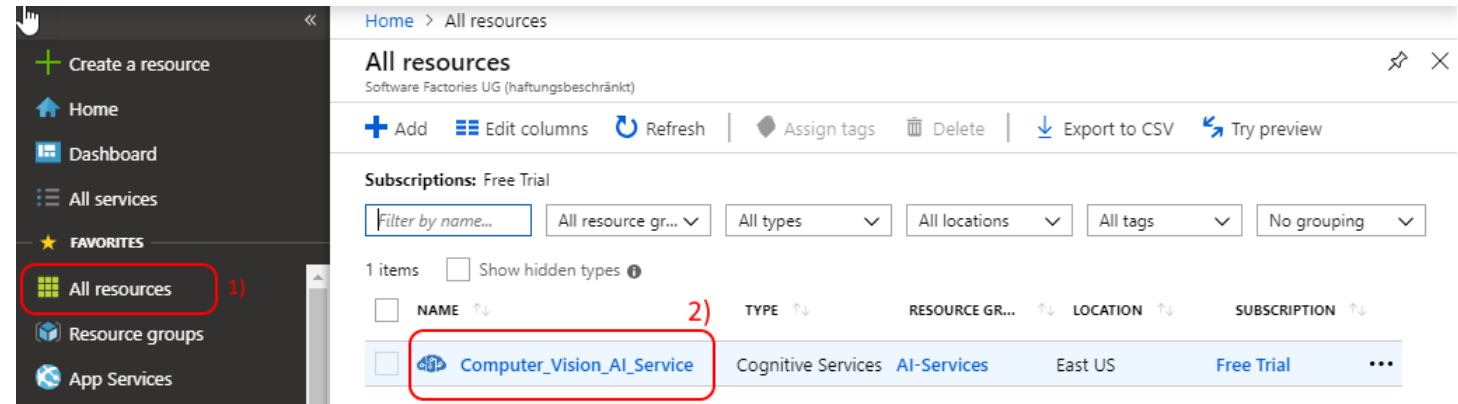 «
Create a resource
Home
Dashboard
All services
FAVORITES
All resources 1)
Resource groups
App Services
Home > All resources
All resources
Software Factories UG (haftungsbeschränkt)
Add Edit columns Refresh Assign tags Delete Export to CSV Try preview
Subscriptions: Free Trial
Filter by name... All resource gr... All types All locations All tags No grouping
1 items Show hidden types
2)
NAME TYPE RESOURCE GR... LOCATION SUBSCRIPTION
Computer_Vision_AI_Service Cognitive Services AI-Services East US Free Trial